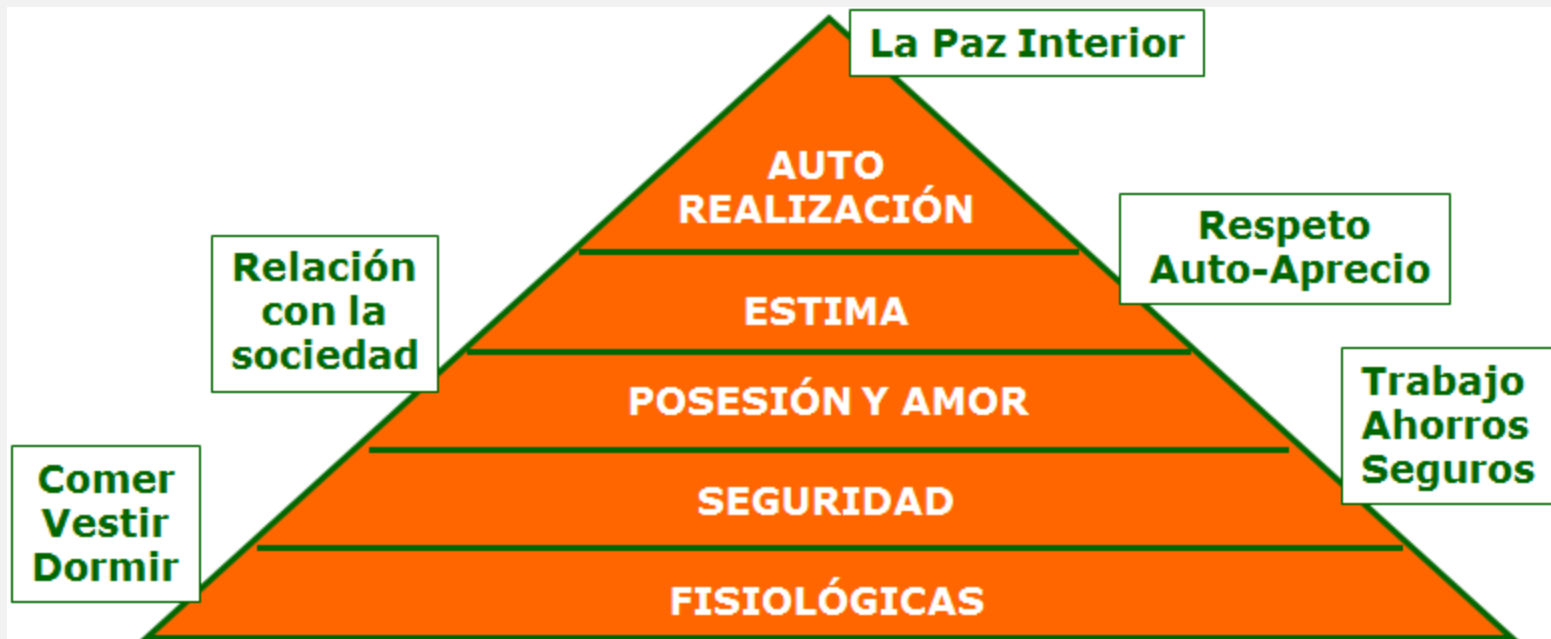 La Paz Interior
AUTO
REALIZACIÓN
Respeto
Auto-Aprecio
Relación
con la
sociedad
ESTIMA
POSESIÓN Y AMOR
Trabajo
Ahorros
Seguros
Comer
Vestir
Dormir
SEGURIDAD
FISIOLÓGICAS